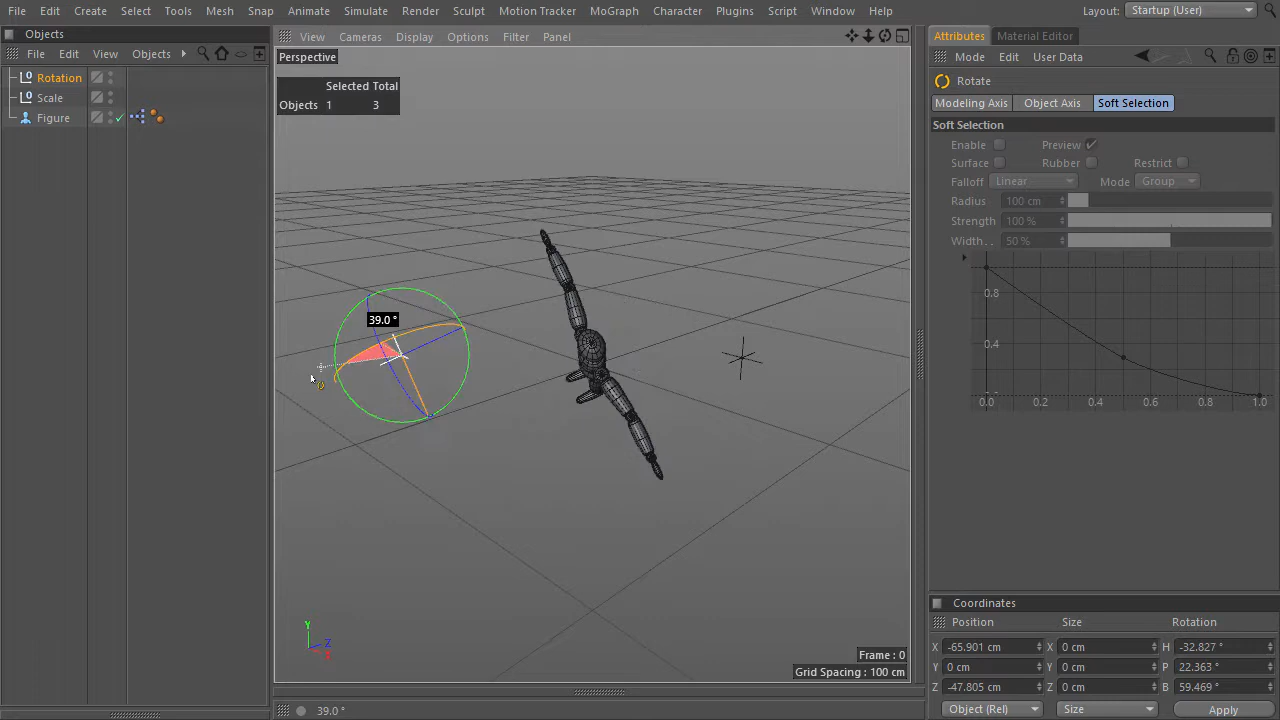 File Edit Create Select Tools Mesh Snap Animate Simulate Render Sculpt Motion Tracker MoGraph Character Plugins Script Window Help Layout: Startup (User)
Objects
File Edit View Objects
Rotation
Scale
Figure
View Cameras Display Options Filter Panel
Perspective
Selected Total
Objects 1 3
39.0 °
Y
Z
X
Frame : 0
Grid Spacing : 100 cm
39.0 °
Attributes Material Editor
Mode Edit User Data
Rotate
Modeling Axis Object Axis Soft Selection
Soft Selection
Enable Preview
Surface Rubber Restrict
Falloff Linear Mode Group
Radius 100 cm
Strength 100 %
Width . . 50 %
0.8
0.4
0.0 0.2 0.4 0.6 0.8 1.0
Coordinates
Position Size Rotation
X -65.901 cm X 0 cm H -32.827 °
Y 0 cm Y 0 cm P 22.363 °
Z -47.805 cm Z 0 cm B 59.469 °
Object (Rel) Size Apply